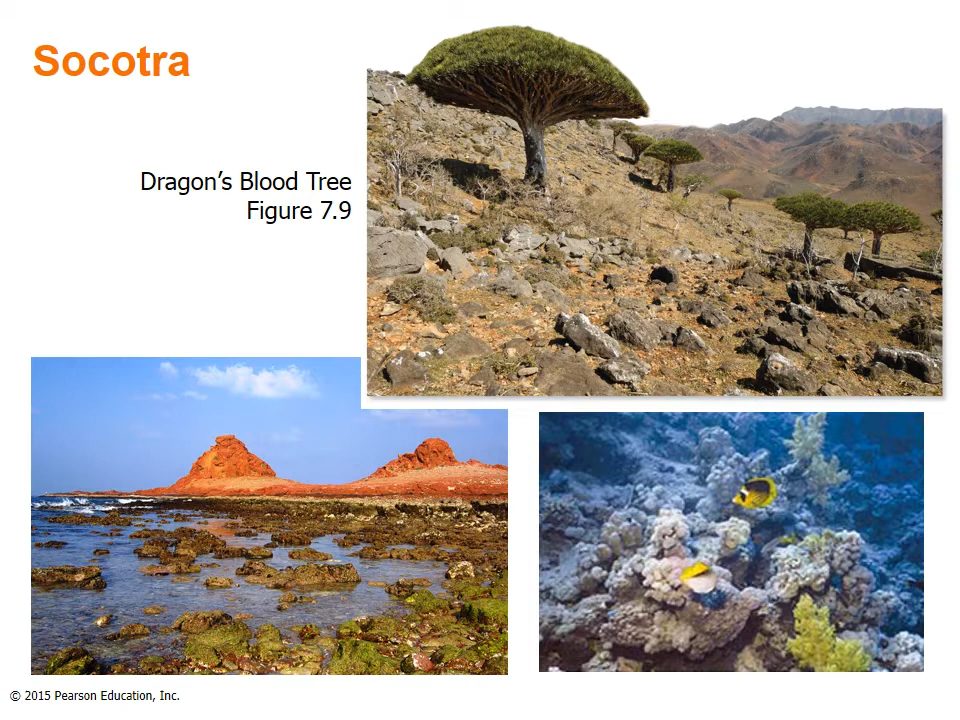 Socotra
Dragon’s Blood Tree
Figure 7.9
© 2015 Pearson Education, Inc.